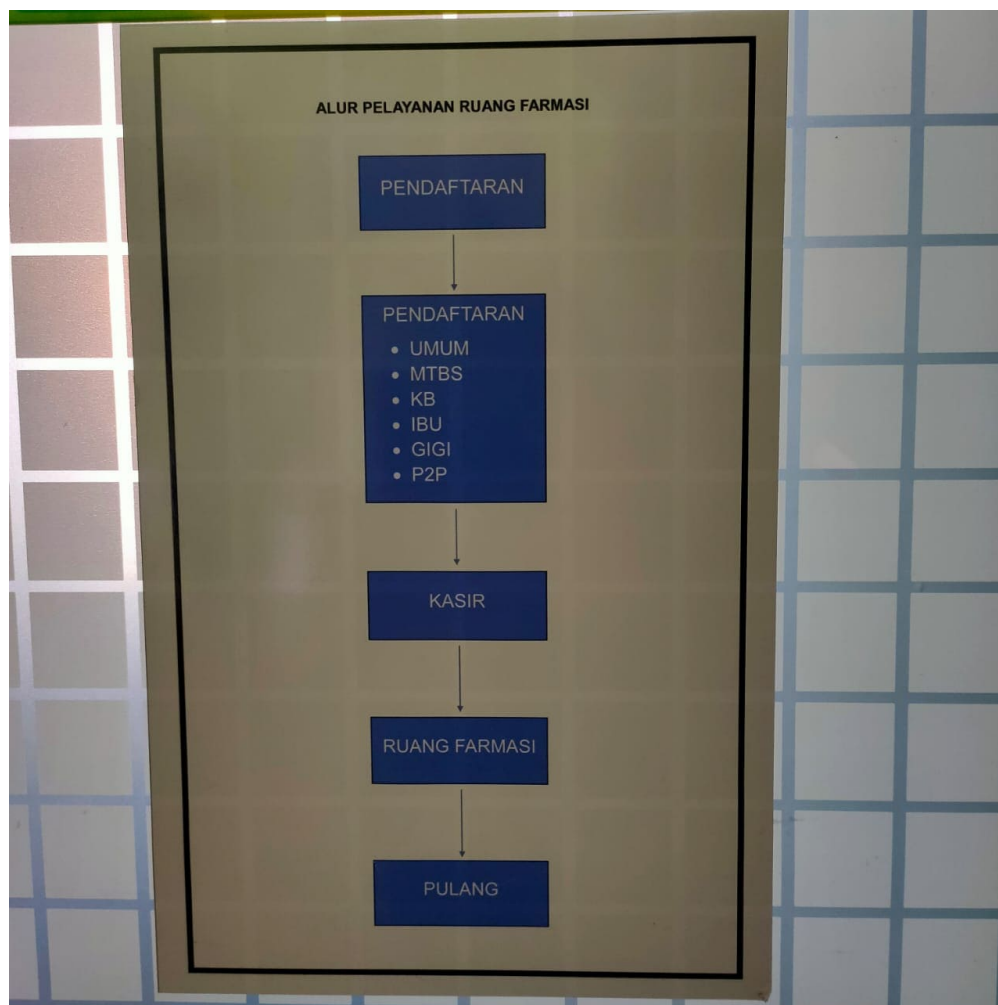 ALUR PELAYANAN RUANG FARMASI
PENDAFTARAN
PENDAFTARAN
• UMUM
• MTBS
• KB
• IBU
• GIGI
• P2P
KASIR
RUANG FARMASI
PULANG